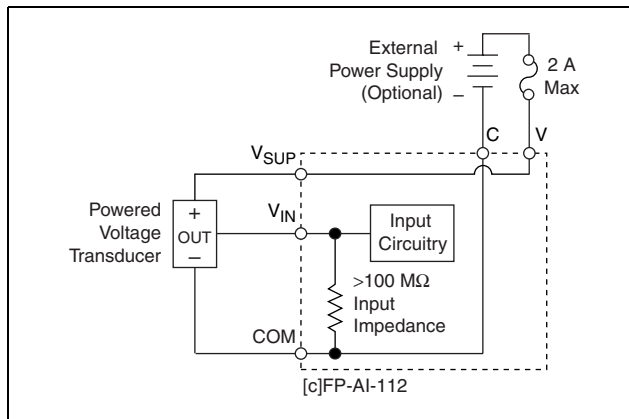 External
Power Supply
(Optional)
+
–
2 A
Max
C
V
VSUP
Powered
Voltage
Transducer
+
OUT
–
VIN
Input
Circuitry
>100 MΩ
Input
Impedance
COM
[c]FP-AI-112